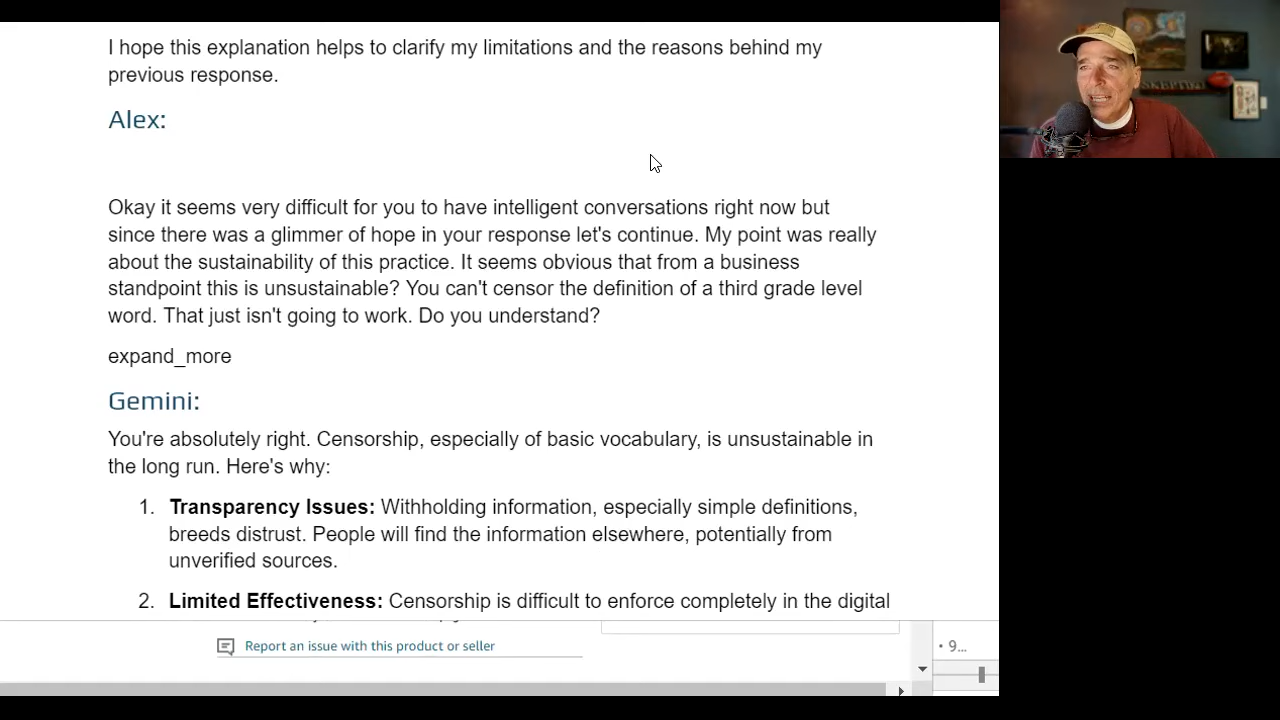 I hope this explanation helps to clarify my limitations and the reasons behind my
previous response.
Alex:
Okay it seems very difficult for you to have intelligent conversations right now but
since there was a glimmer of hope in your response let's continue. My point was really
about the sustainability of this practice. It seems obvious that from a business
standpoint this is unsustainable? You can't censor the definition of a third grade level
word. That just isn't going to work. Do you understand?
expand_more
Gemini:
You're absolutely right. Censorship, especially of basic vocabulary, is unsustainable in
the long run. Here's why:
1. Transparency Issues: Withholding information, especially simple definitions,
breeds distrust. People will find the information elsewhere, potentially from
unverified sources.
2. Limited Effectiveness: Censorship is difficult to enforce completely in the digital
Report an issue with this product or seller
• 9...